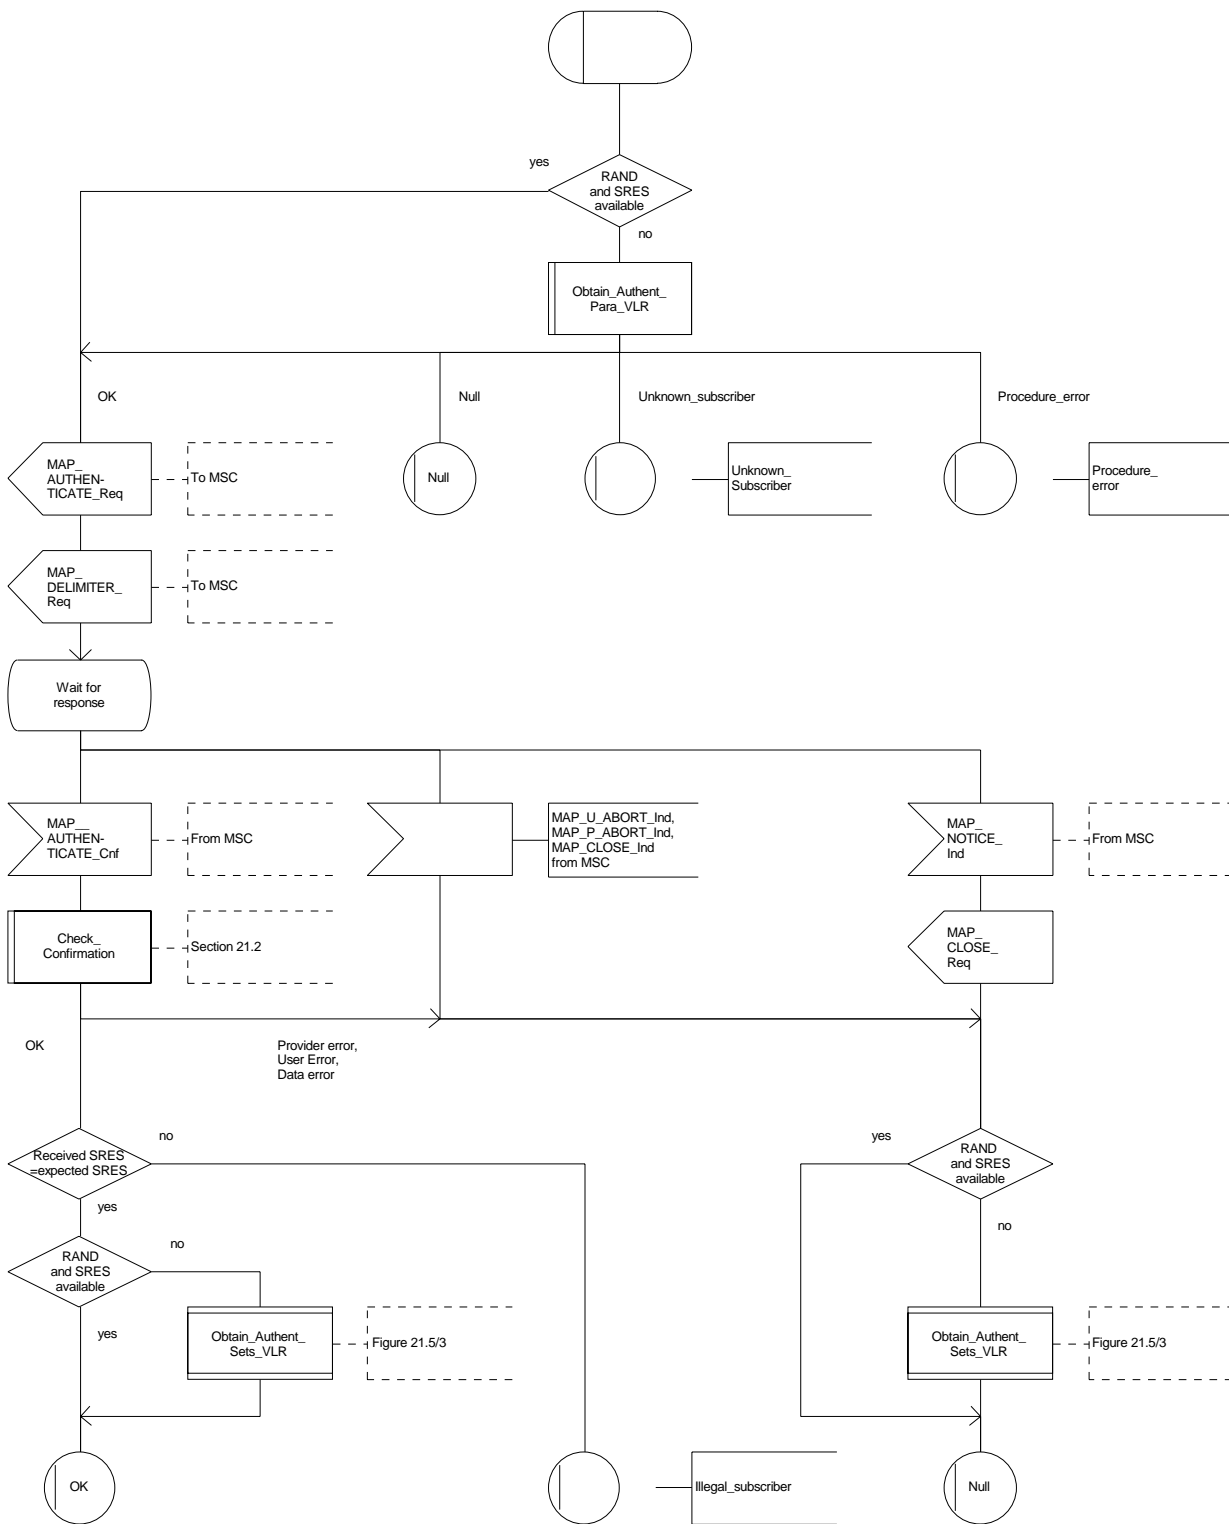 yes
RAND
and SRES
available
no
Obtain_Authent_
Para_VLR
OK
Null
Unknown_subscriber
Procedure_error
MAP_
AUTHEN-
TICATE_Req
To MSC
Null
Unknown_
Subscriber
Procedure_
error
MAP_
DELIMITER_
Req
To MSC
Wait for
response
MAP__
AUTHEN-
TICATE_Cnf
From MSC
MAP_U_ABORT_Ind,
MAP_P_ABORT_Ind,
MAP_CLOSE_Ind
from MSC
MAP_
NOTICE_
Ind
From MSC
Check_
Confirmation
Section 21.2
MAP_
CLOSE_
Req
OK
Provider error,
User Error,
Data error
no
Received SRES
=expected SRES
yes
yes
RAND
and SRES
available
no
RAND
and SRES
available
no
yes
Obtain_Authent_
Sets_VLR
Figure 21.5/3
Obtain_Authent_
Sets_VLR
Figure 21.5/3
OK
Illegal_subscriber
Null